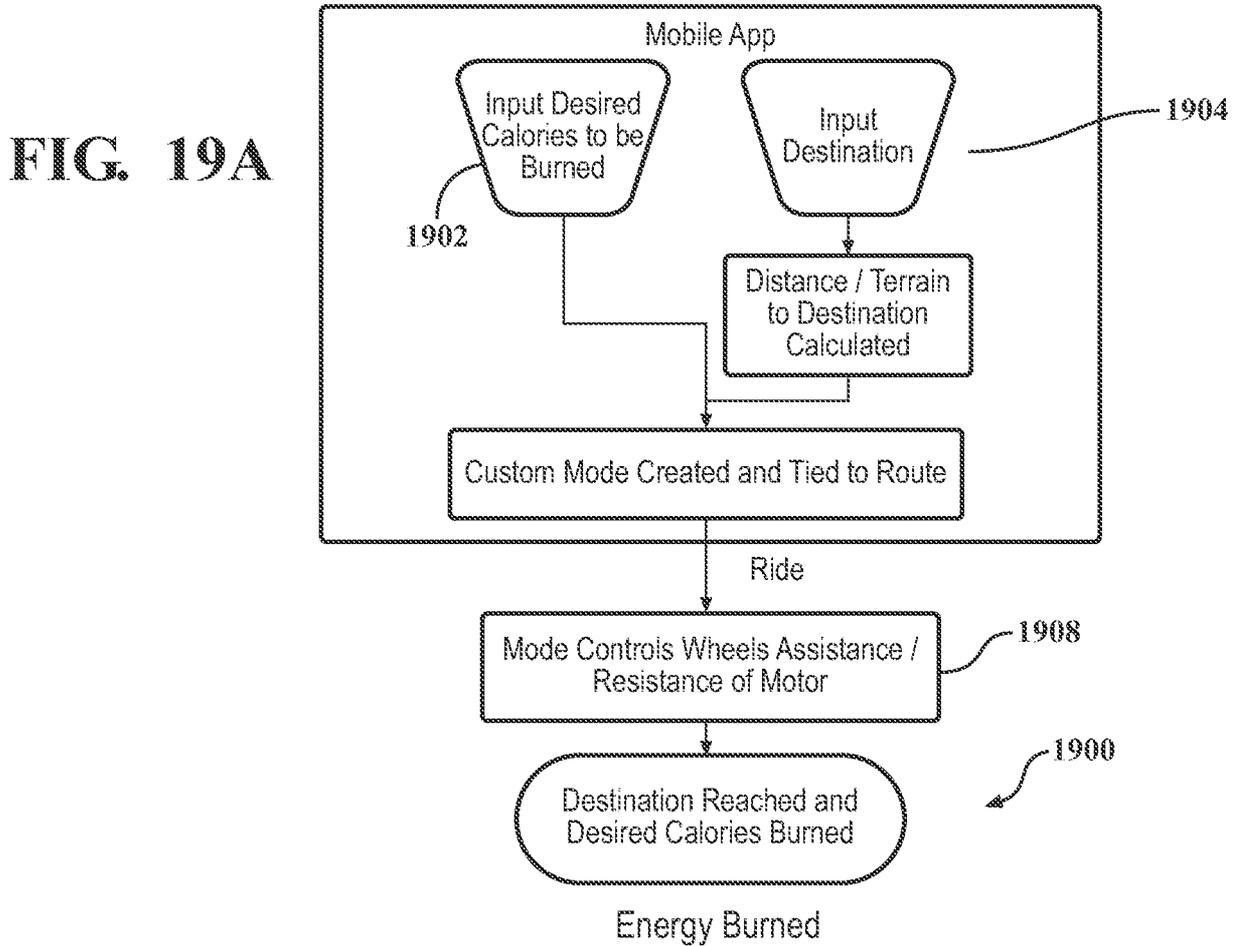 FIG. 19A
Mobile App
Input Desired
Calories to be
Burned
Input
Destination
1904
1902
Distance / Terrain
to Destination
Calculated
Custom Mode Created and Tied to Route
Ride
Mode Controls Wheels Assistance /
Resistance of Motor
1908
1900
Destination Reached and
Desired Calories Burned
Energy Burned